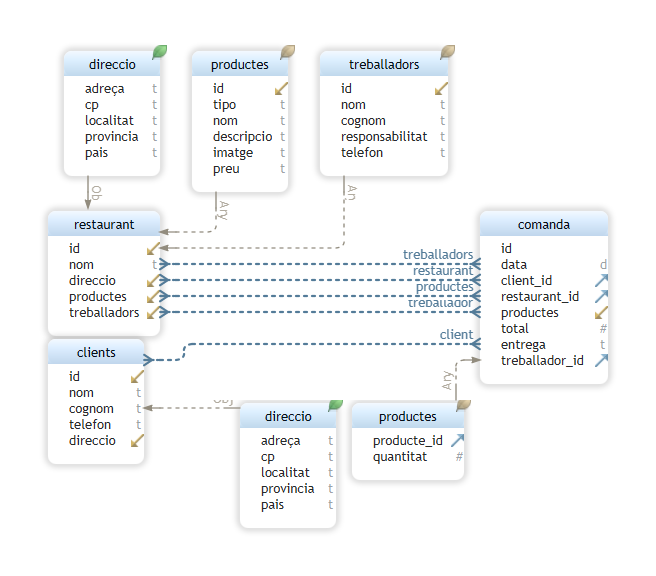 direccio
adreça t
cp t
localitat t
provincia t
pais t
productes
id
tipo t
nom t
descripcio t
imatge t
preu t
treballadors
id
nom t
cognom t
responsabilitat t
telefon t
Ob
Ary
An
restaurant
id
nom t
direccio
productes
treballadors
treballadors
restaurant
productes
treballador
client
comanda
id
data d
client_id
restaurant_id
productes
total #
entrega t
treballador_id
clients
id
nom t
cognom t
telefon t
direccio
Obj
Ary
direccio
adreça t
cp t
localitat t
provincia t
pais t
productes
producte_id
quantitat #